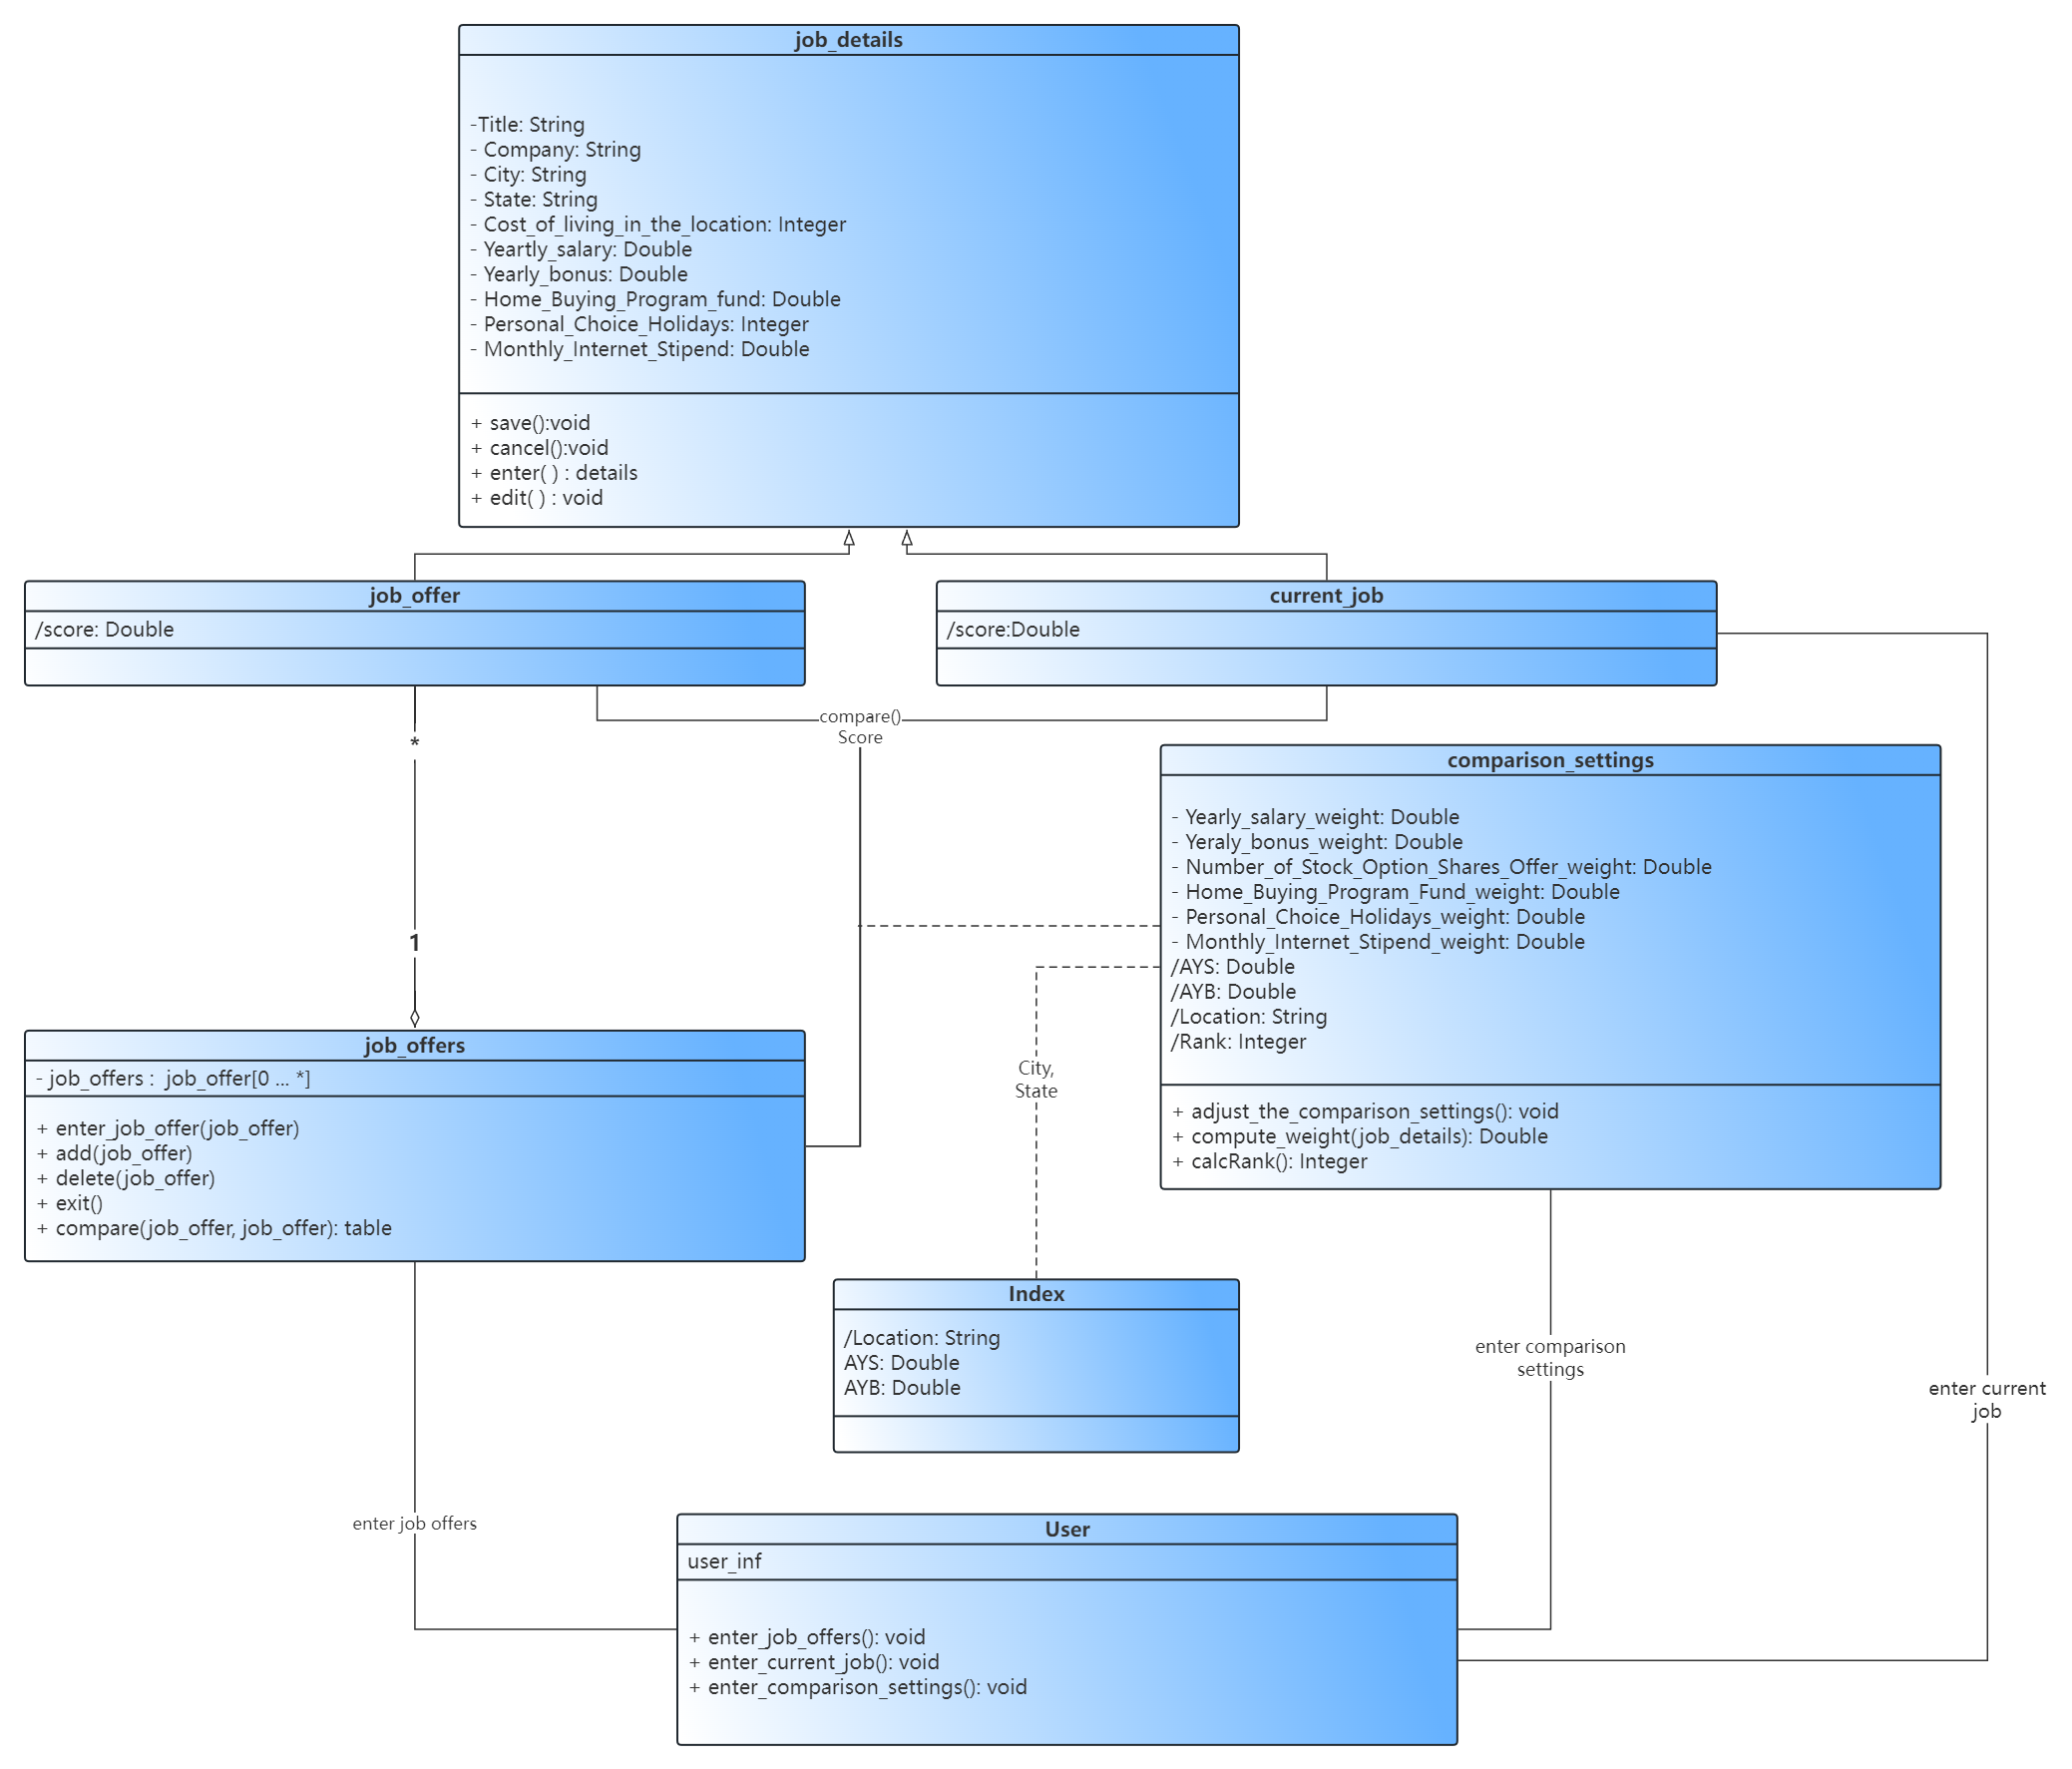 job_details
-Title: String
- Company: String
- City: String
- State: String
- Cost_of_living_in_the_location: Integer
- Yeartly_salary: Double
- Yearly_bonus: Double
- Home_Buying_Program_fund: Double
- Personal_Choice_Holidays: Integer
- Monthly_Internet_Stipend: Double
+ save():void
+ cancel():void
+ enter( ) : details
+ edit( ) : void
job_offer
/score: Double
current_job
/score:Double
compare()
Score
*
1
comparison_settings
- Yearly_salary_weight: Double
- Yeraly_bonus_weight: Double
- Number_of_Stock_Option_Shares_Offer_weight: Double
- Home_Buying_Program_Fund_weight: Double
- Personal_Choice_Holidays_weight: Double
- Monthly_Internet_Stipend_weight: Double
/AYS: Double
/AYB: Double
/Location: String
/Rank: Integer
+ adjust_the_comparison_settings(): void
+ compute_weight(job_details): Double
+ calcRank(): Integer
job_offers
- job_offers :  job_offer[0 ... *]
+ enter_job_offer(job_offer)
+ add(job_offer)
+ delete(job_offer)
+ exit()
+ compare(job_offer, job_offer): table
City,
State
Index
/Location: String
AYS: Double
AYB: Double
enter comparison
settings
enter current
job
enter job offers
User
user_inf
+ enter_job_offers(): void
+ enter_current_job(): void
+ enter_comparison_settings(): void